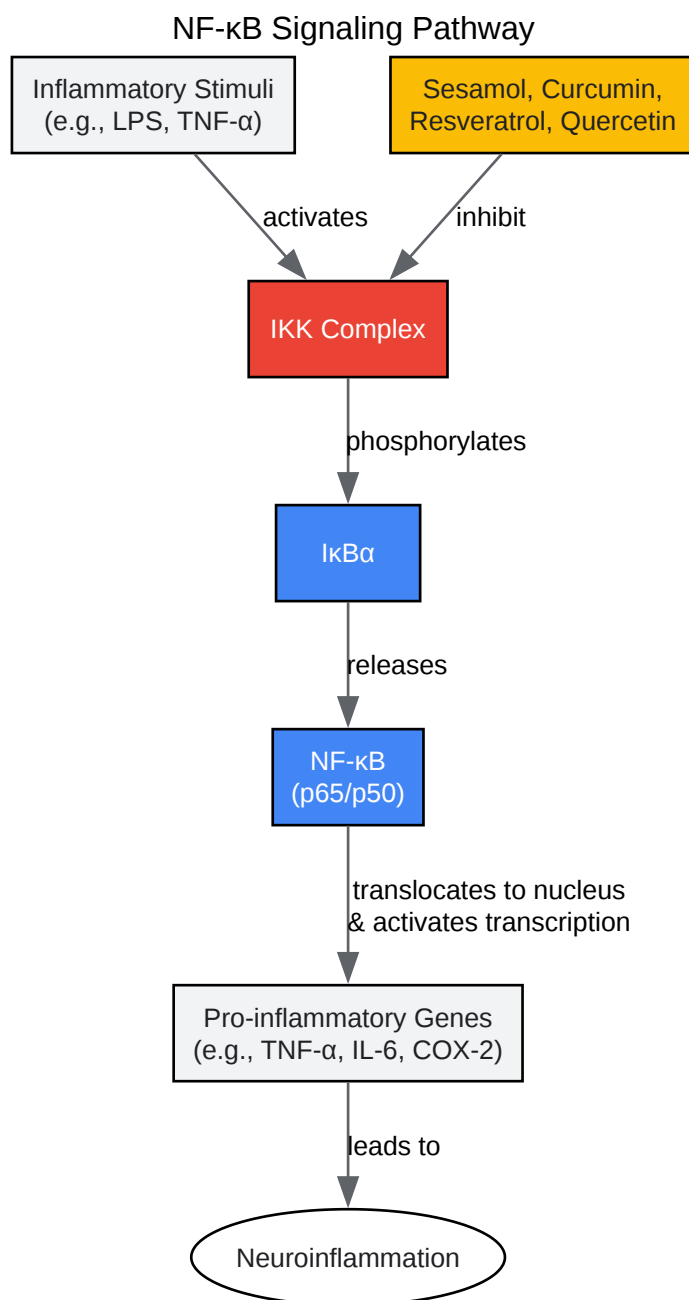 NF-κB Signaling Pathway
Inflammatory Stimuli
(e.g., LPS, TNF-α)
Sesamol, Curcumin,
Resveratrol, Quercetin
activates
inhibit
IKK Complex
phosphorylates
IκBα
releases
NF-κB
(p65/p50)
translocates to nucleus
& activates transcription
Pro-inflammatory Genes
(e.g., TNF-α, IL-6, COX-2)
leads to
Neuroinflammation